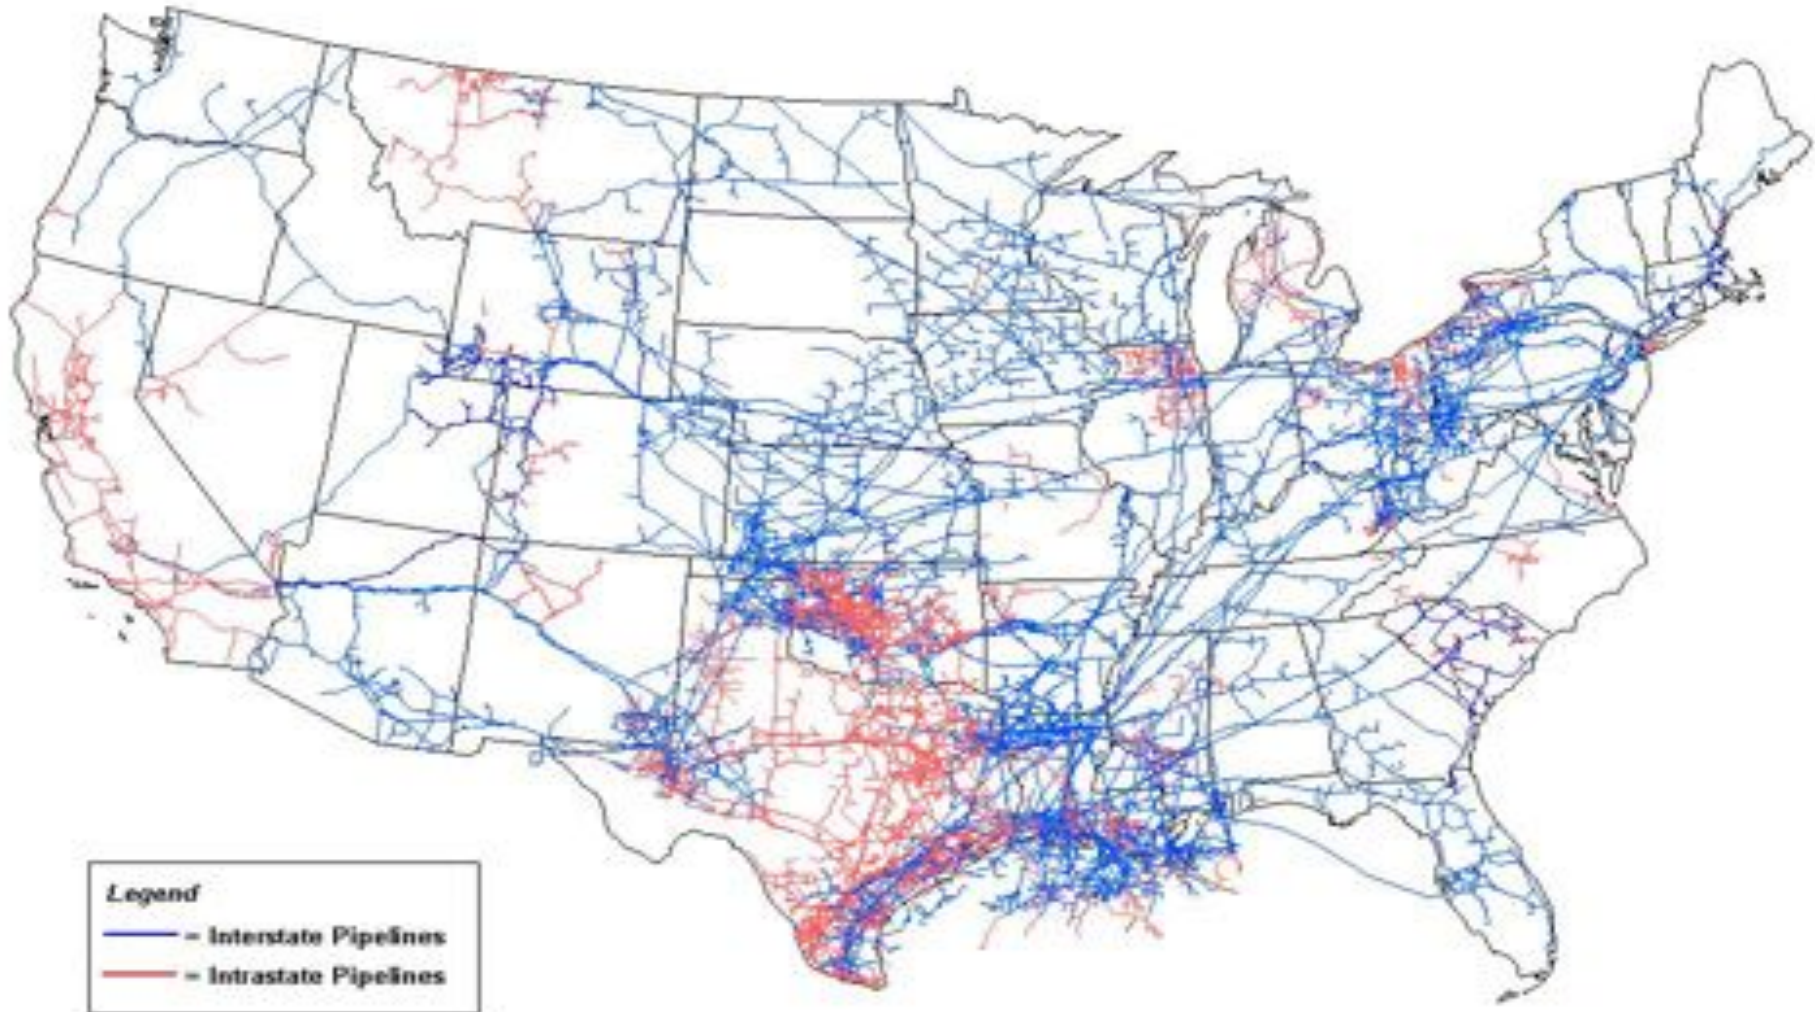 Legend
= Interstate Pipelines
= Intrastate Pipelines